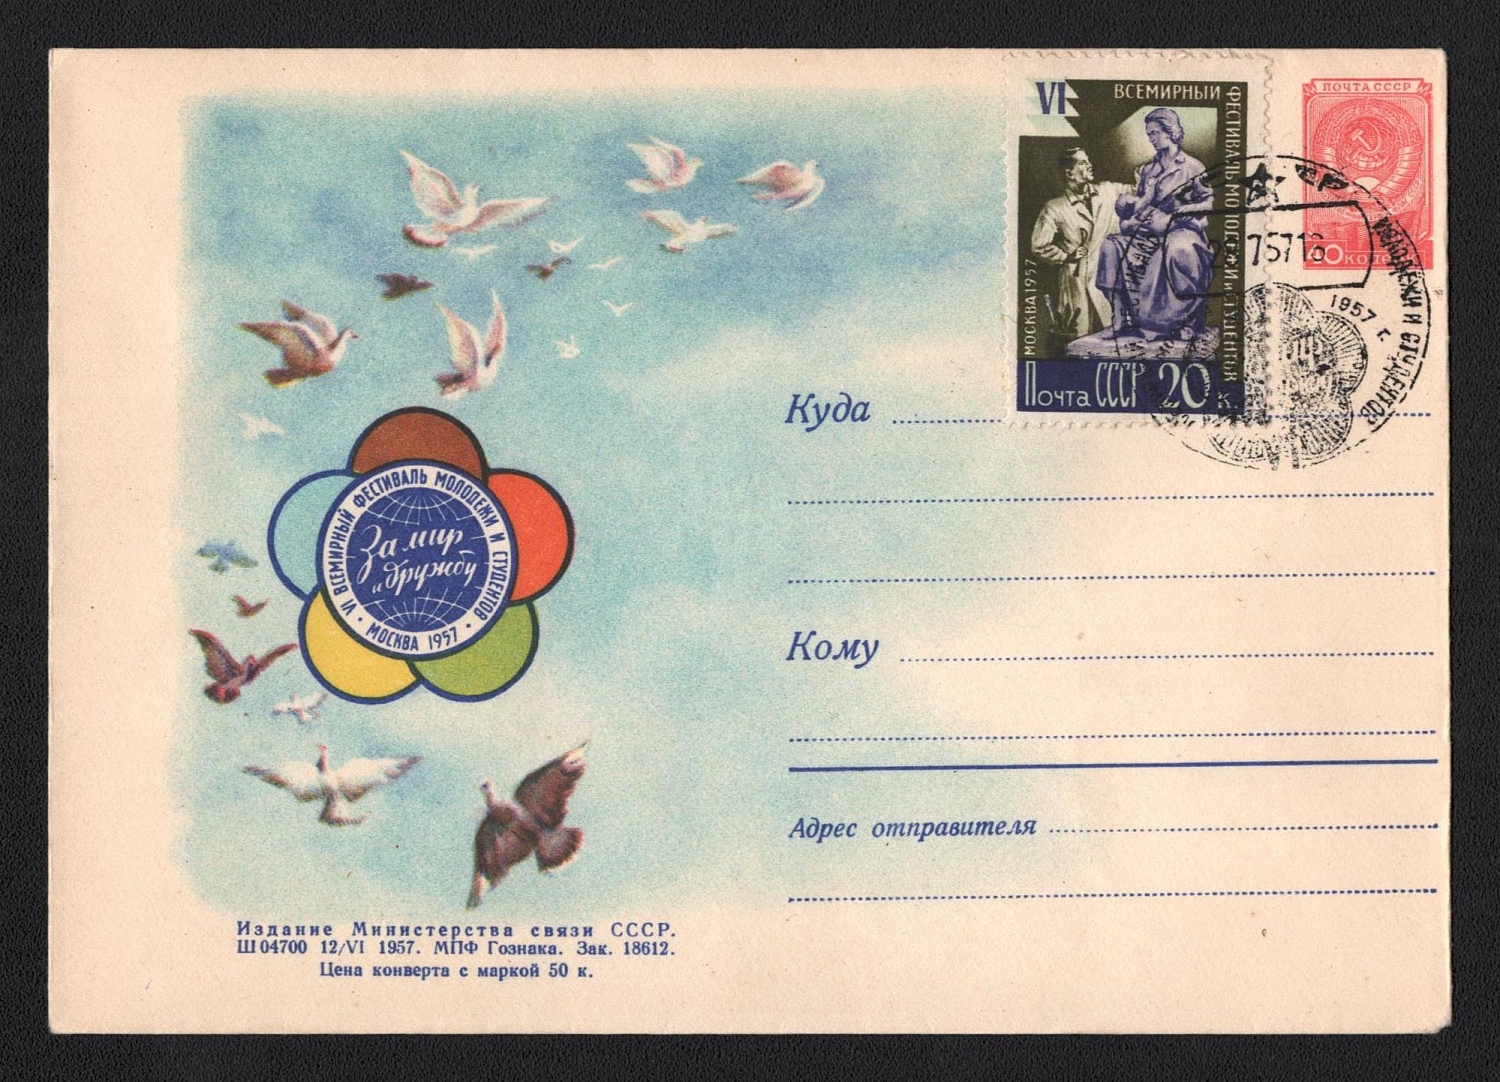 VI
ВСЕМИРНЫЙ
ФЕСТИВАЛЬ МОЛОДЕЖИ И СТУДЕНТОВ
МОСКВА 1957
Почта СССР 20 к.
ПОЧТА СССР
МОЛОДЕЖИ И СТУДЕНТОВ
1957 г.
VI ВСЕМИРНЫЙ ФЕСТИВАЛЬ МОЛОДЕЖИ И СТУДЕНТОВ
За мир
и дружбу
• МОСКВА 1957 •
Куда
Кому
Адрес отправителя
Издание Министерства связи СССР.
Ш 04700 12/VI 1957. МПФ Гознака. Зак. 18612.
Цена конверта с маркой 50 к.